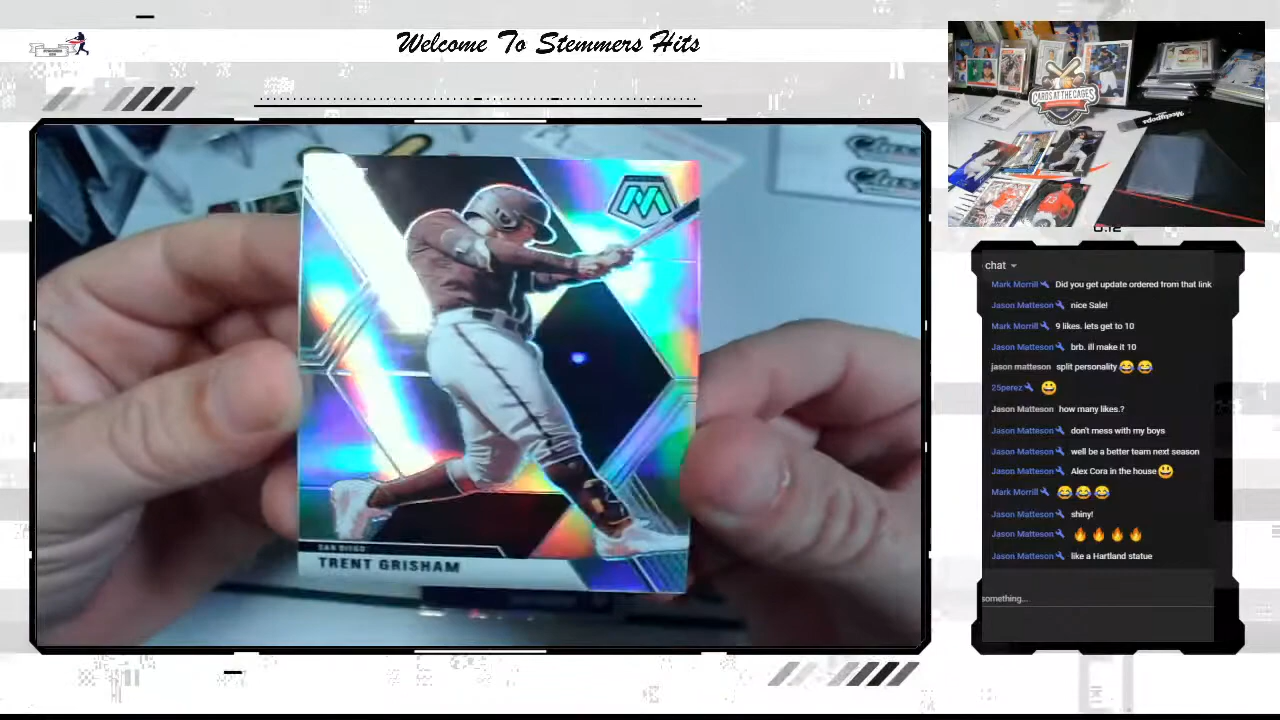 Welcome To Stemmers Hits
CARDS AT THE CAGES
SAN DIEGO
TRENT GRISHAM
chat
Mark Morrill Did you get update ordered from that link
Jason Matteson nice Sale!
Mark Morrill 9 likes. lets get to 10
Jason Matteson brb. ill make it 10
jason matteson split personality 😂 😂
25perez 😀
Jason Matteson how many likes.?
Jason Matteson don't mess with my boys
Jason Matteson well be a better team next season
Jason Matteson Alex Cora in the house 😃
Mark Morrill 😂 😂 😂
Jason Matteson shiny!
Jason Matteson 🔥 🔥 🔥 🔥
Jason Matteson like a Hartland statue
something...